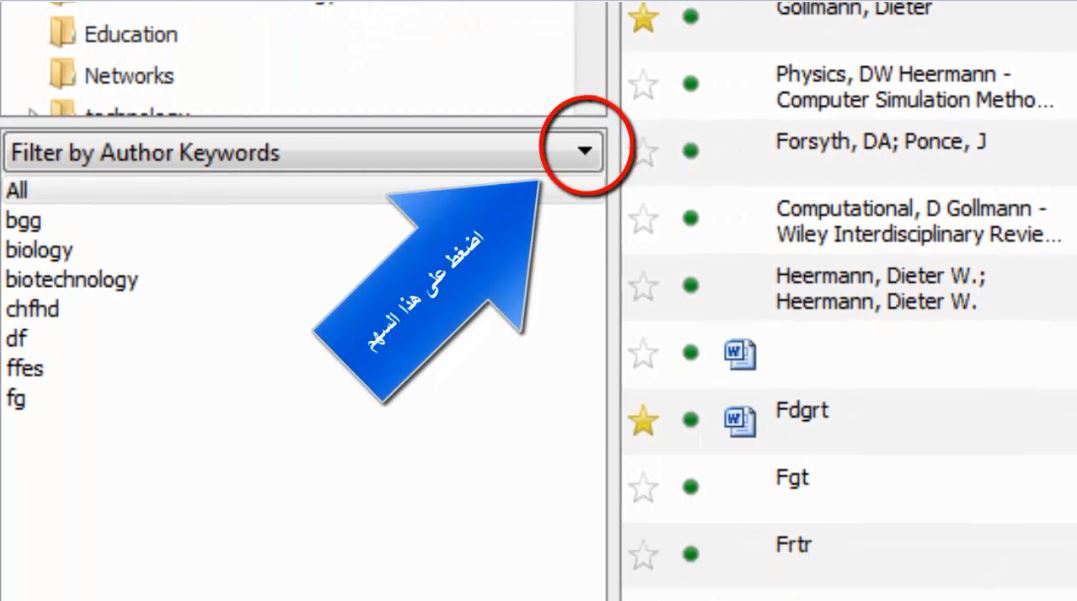 Education
Networks
technology
Filter by Author Keywords
All
bgg
biology
biotechnology
chfhd
df
ffes
fg
اضغط على هذا السهم
Gollmann, Dieter
Physics, DW Heermann -
Computer Simulation Metho...
Forsyth, DA; Ponce, J
Computational, D Gollmann -
Wiley Interdisciplinary Revie...
Heermann, Dieter W.;
Heermann, Dieter W.
Fdgrt
Fgt
Frtr